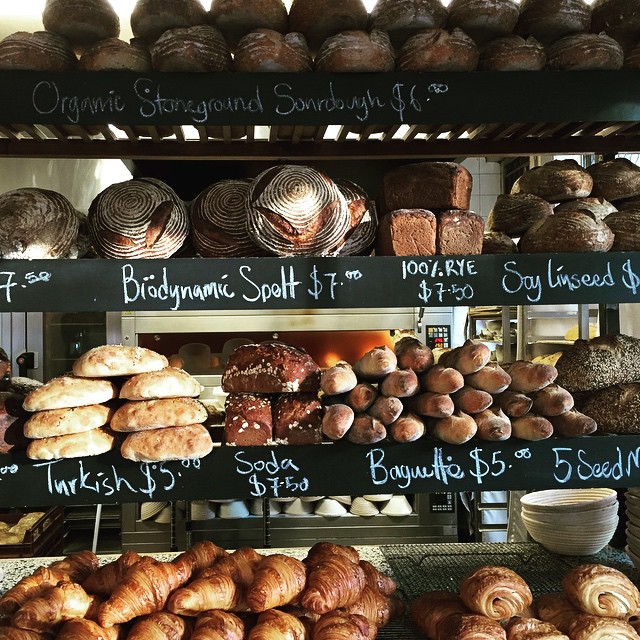 Organic Stoneground Sourdough $6.00
7.50
Biodynamic Spelt $7.00
100% RYE
$7.50
Soy Linseed $
Turkish $5.00
Soda
$7.50
Baguette $5.00
5 Seed M